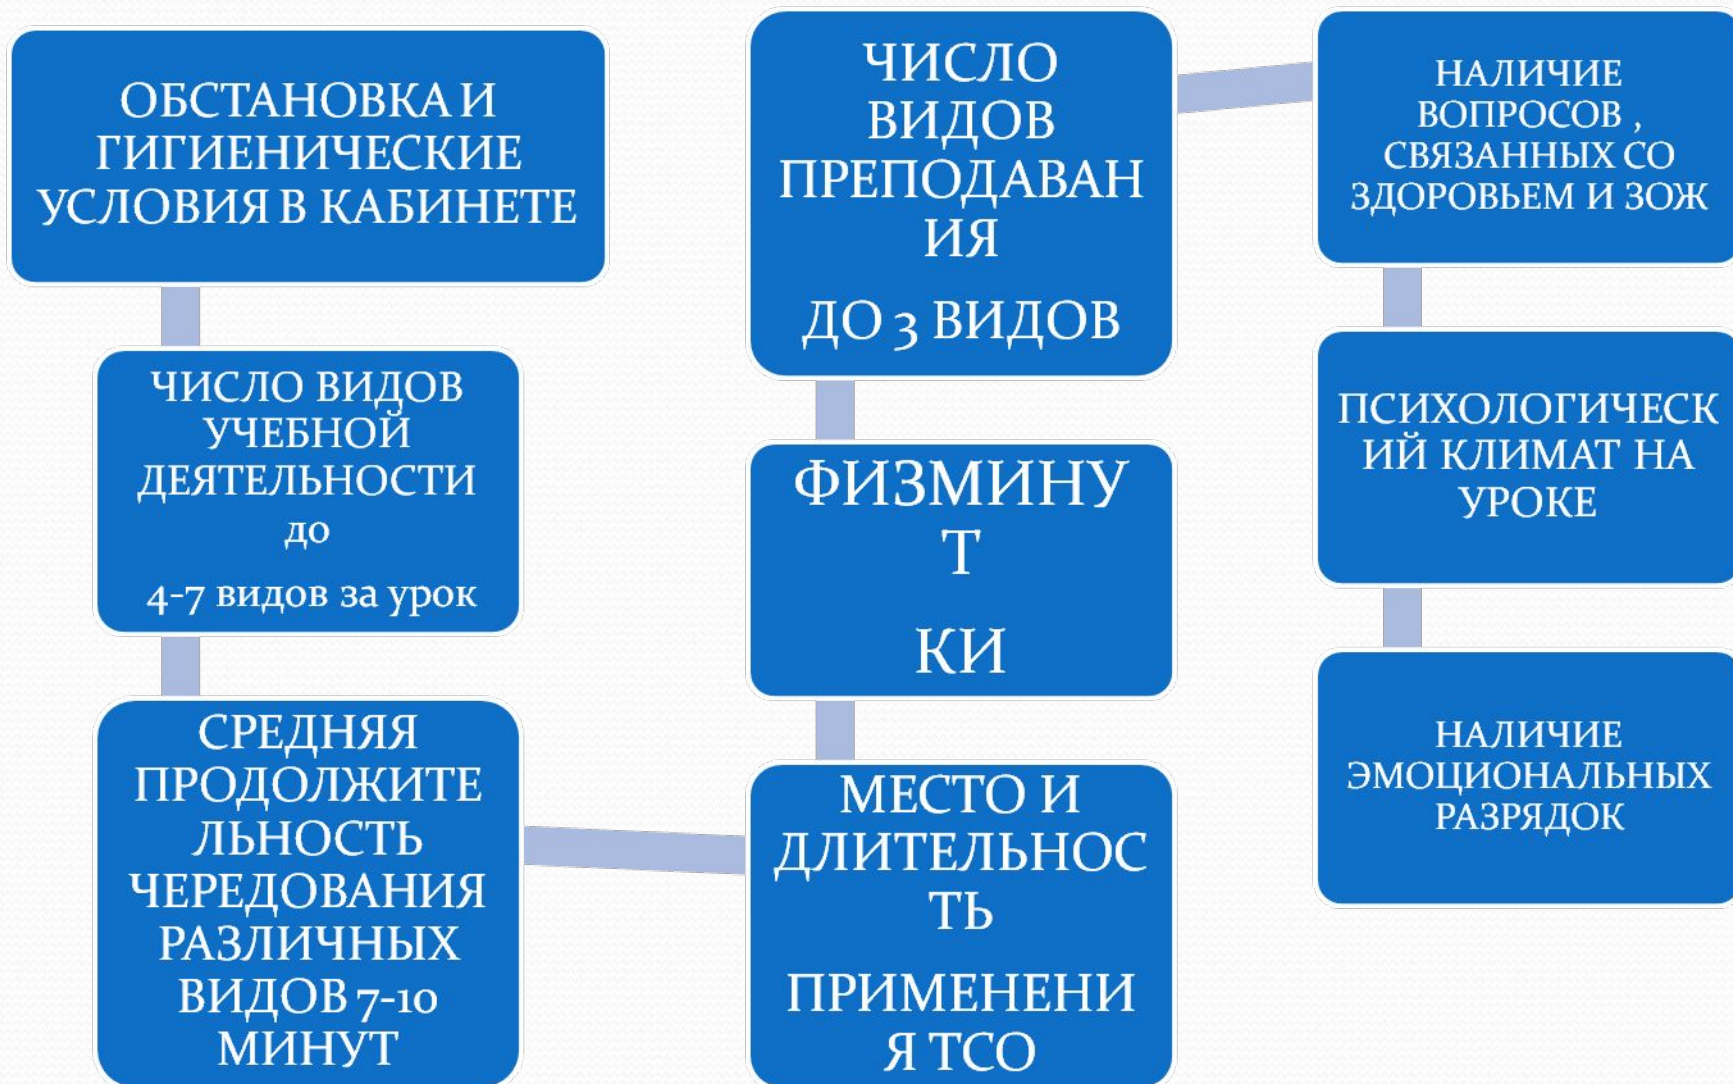 ОБСТАНОВКА И
ГИГИЕНИЧЕСКИЕ
УСЛОВИЯ В КАБИНЕТЕ
ЧИСЛО ВИДОВ
УЧЕБНОЙ
ДЕЯТЕЛЬНОСТИ
до
4-7 видов за урок
СРЕДНЯЯ
ПРОДОЛЖИТЕ
ЛЬНОСТЬ
ЧЕРЕДОВАНИЯ
РАЗЛИЧНЫХ
ВИДОВ 7-10
МИНУТ
МЕСТО И
ДЛИТЕЛЬНОС
ТЬ
ПРИМЕНЕНИ
Я ТСО
ФИЗМИНУ
Т
КИ
ЧИСЛО
ВИДОВ
ПРЕПОДАВАН
ИЯ
ДО 3 ВИДОВ
НАЛИЧИЕ
ВОПРОСОВ ,
СВЯЗАННЫХ СО
ЗДОРОВЬЕМ И ЗОЖ
ПСИХОЛОГИЧЕСК
ИЙ КЛИМАТ НА
УРОКЕ
НАЛИЧИЕ
ЭМОЦИОНАЛЬНЫХ
РАЗРЯДОК